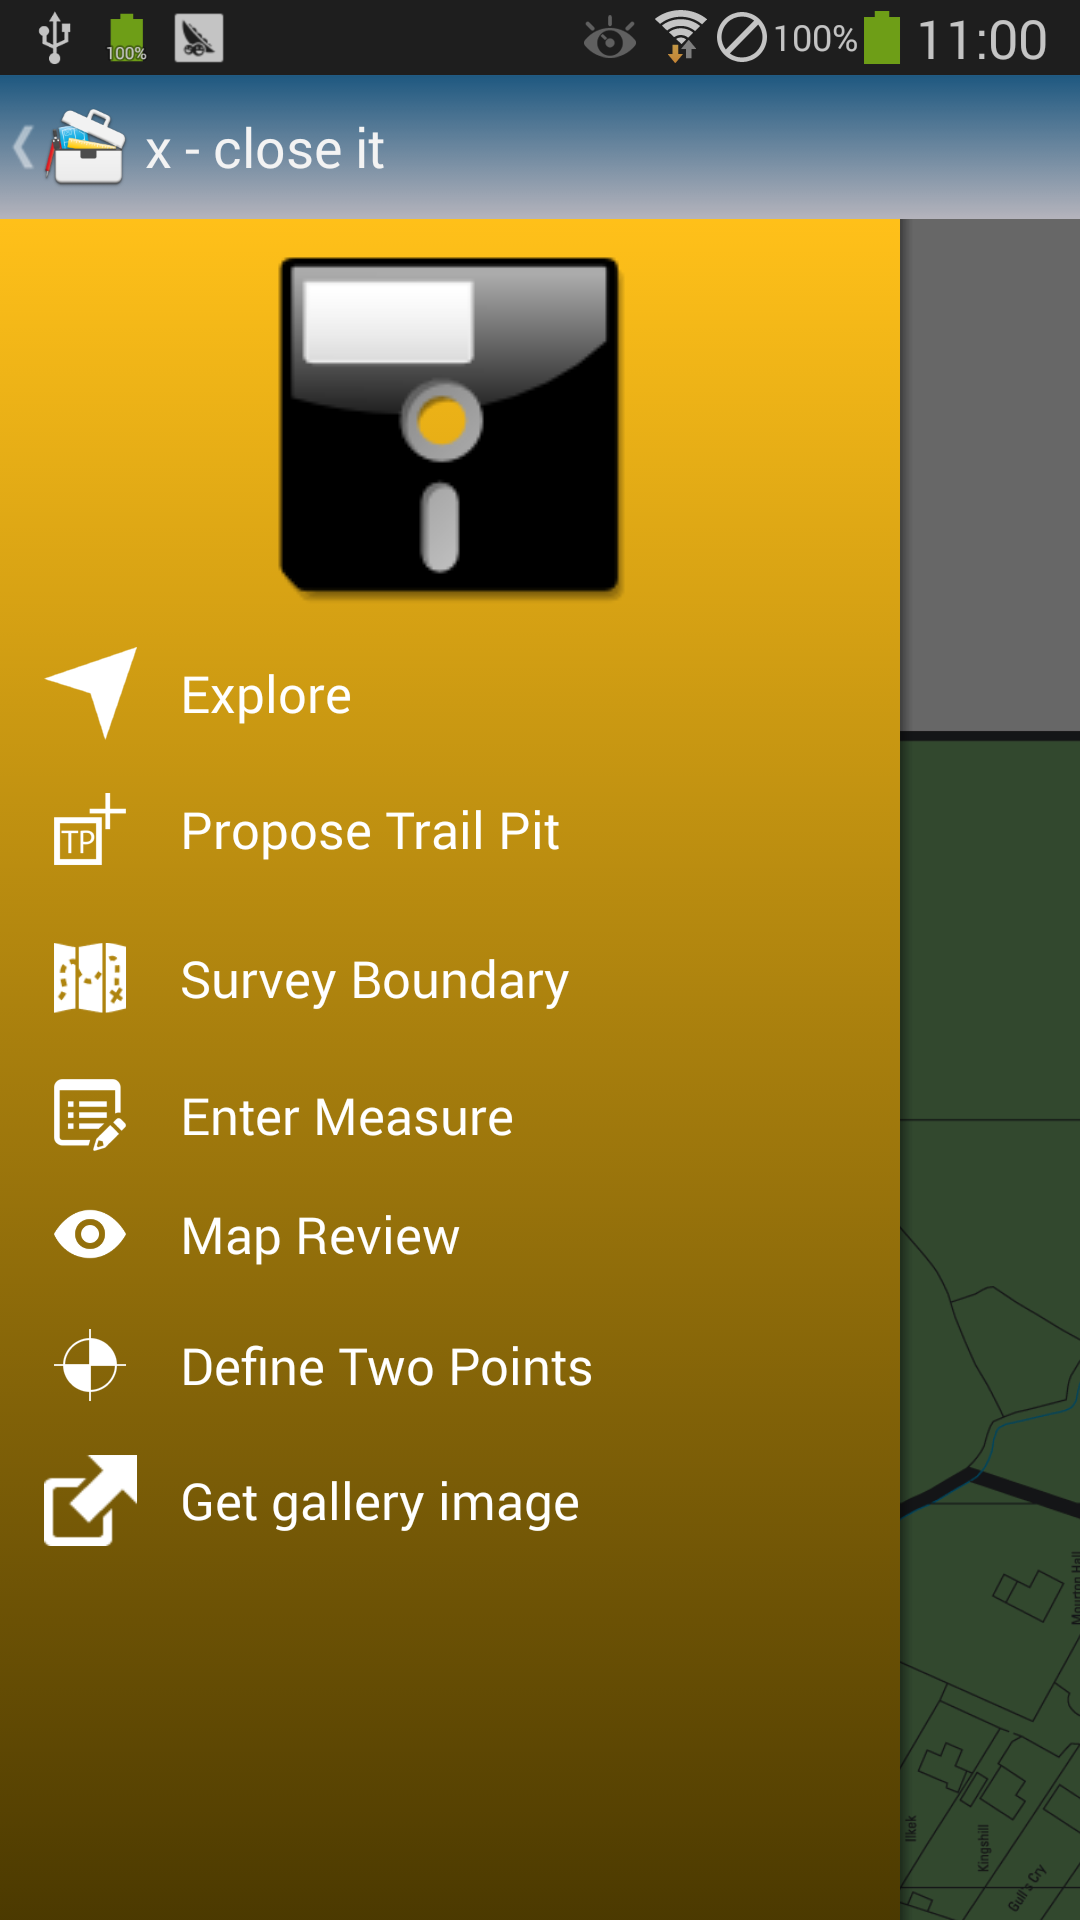 100%
100%
11:00
x - close it
Explore
TP
Propose Trail Pit
Survey Boundary
Enter Measure
Map Review
Define Two Points
Get gallery image
Mourton Hall
Ilkek
Kingshill
Gull's Cry